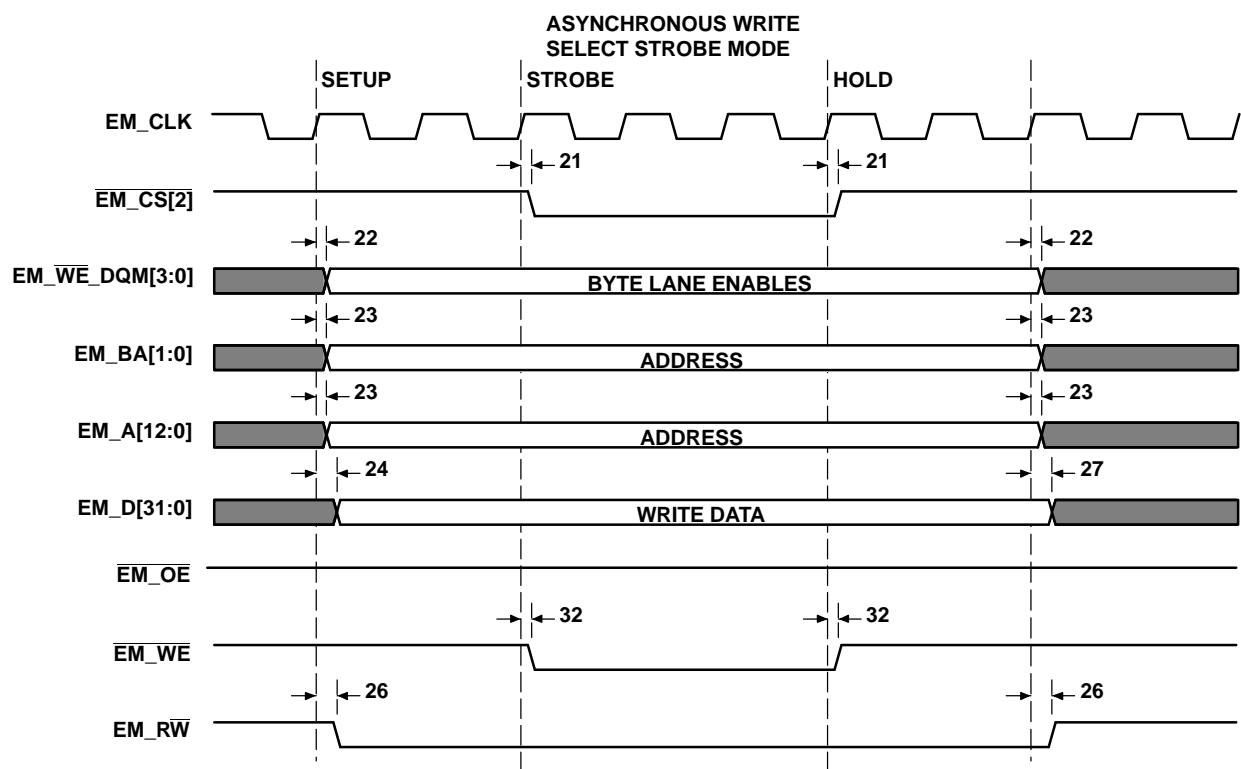 ASYNCHRONOUS WRITE
SELECT STROBE MODE
SETUP STROBE HOLD
EM_CLK
21 21
EM_CS[2]
22 22
EM_WE_DQM[3:0] BYTE LANE ENABLES
23 23
EM_BA[1:0] ADDRESS
23 23
EM_A[12:0] ADDRESS
24 27
EM_D[31:0] WRITE DATA
EM_OE
32 32
EM_WE
26 26
EM_RW